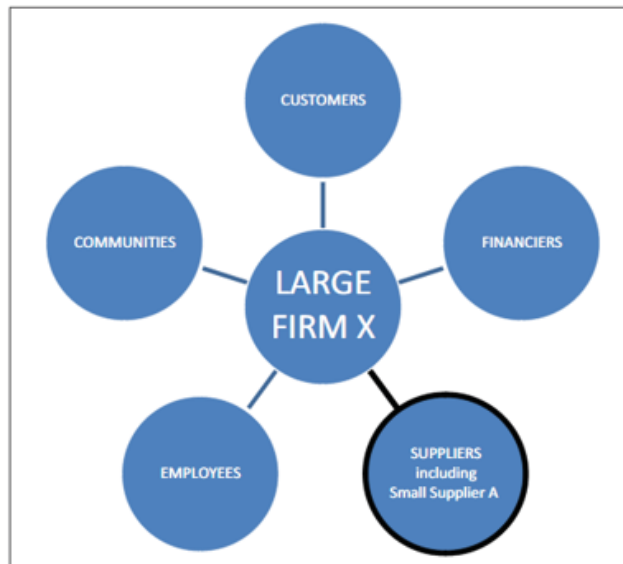 CUSTOMERS
COMMUNITIES
FINANCIERS
LARGE
FIRM X
EMPLOYEES
SUPPLIERS
including
Small Supplier A